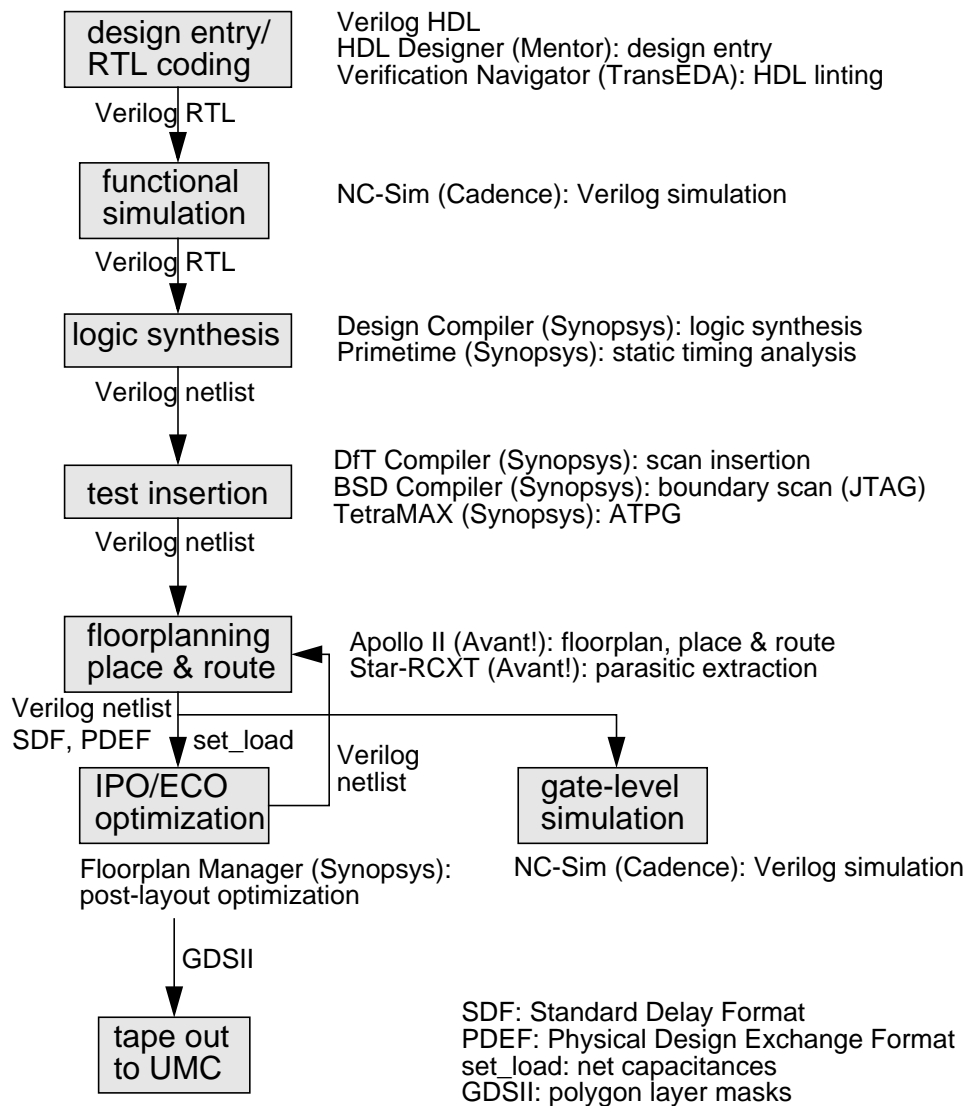 design entry/
RTL coding
Verilog HDL
HDL Designer (Mentor): design entry
Verification Navigator (TransEDA): HDL linting
Verilog RTL
functional
simulation
NC-Sim (Cadence): Verilog simulation
Verilog RTL
logic synthesis
Design Compiler (Synopsys): logic synthesis
Primetime (Synopsys): static timing analysis
Verilog netlist
test insertion
DfT Compiler (Synopsys): scan insertion
BSD Compiler (Synopsys): boundary scan (JTAG)
TetraMAX (Synopsys): ATPG
Verilog netlist
floorplanning
place & route
Apollo II (Avant!): floorplan, place & route
Star-RCXT (Avant!): parasitic extraction
Verilog netlist
SDF, PDEF
set_load
Verilog
netlist
IPO/ECO
optimization
gate-level
simulation
Floorplan Manager (Synopsys):
post-layout optimization
NC-Sim (Cadence): Verilog simulation
GDSII
tape out
to UMC
SDF: Standard Delay Format
PDEF: Physical Design Exchange Format
set_load: net capacitances
GDSII: polygon layer masks